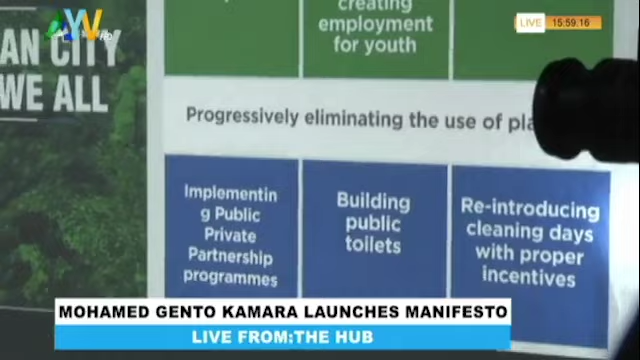 AYV
HD
LIVE
15:59.16
AN CITY
WE ALL
creating
employment
for youth
Progressively eliminating the use of
Implementin
g Public
Private
Partnership
programmes
Building
public
toilets
Re-introducing
cleaning days
with proper
incentives
MOHAMED GENTO KAMARA LAUNCHES MANIFESTO
LIVE FROM:THE HUB